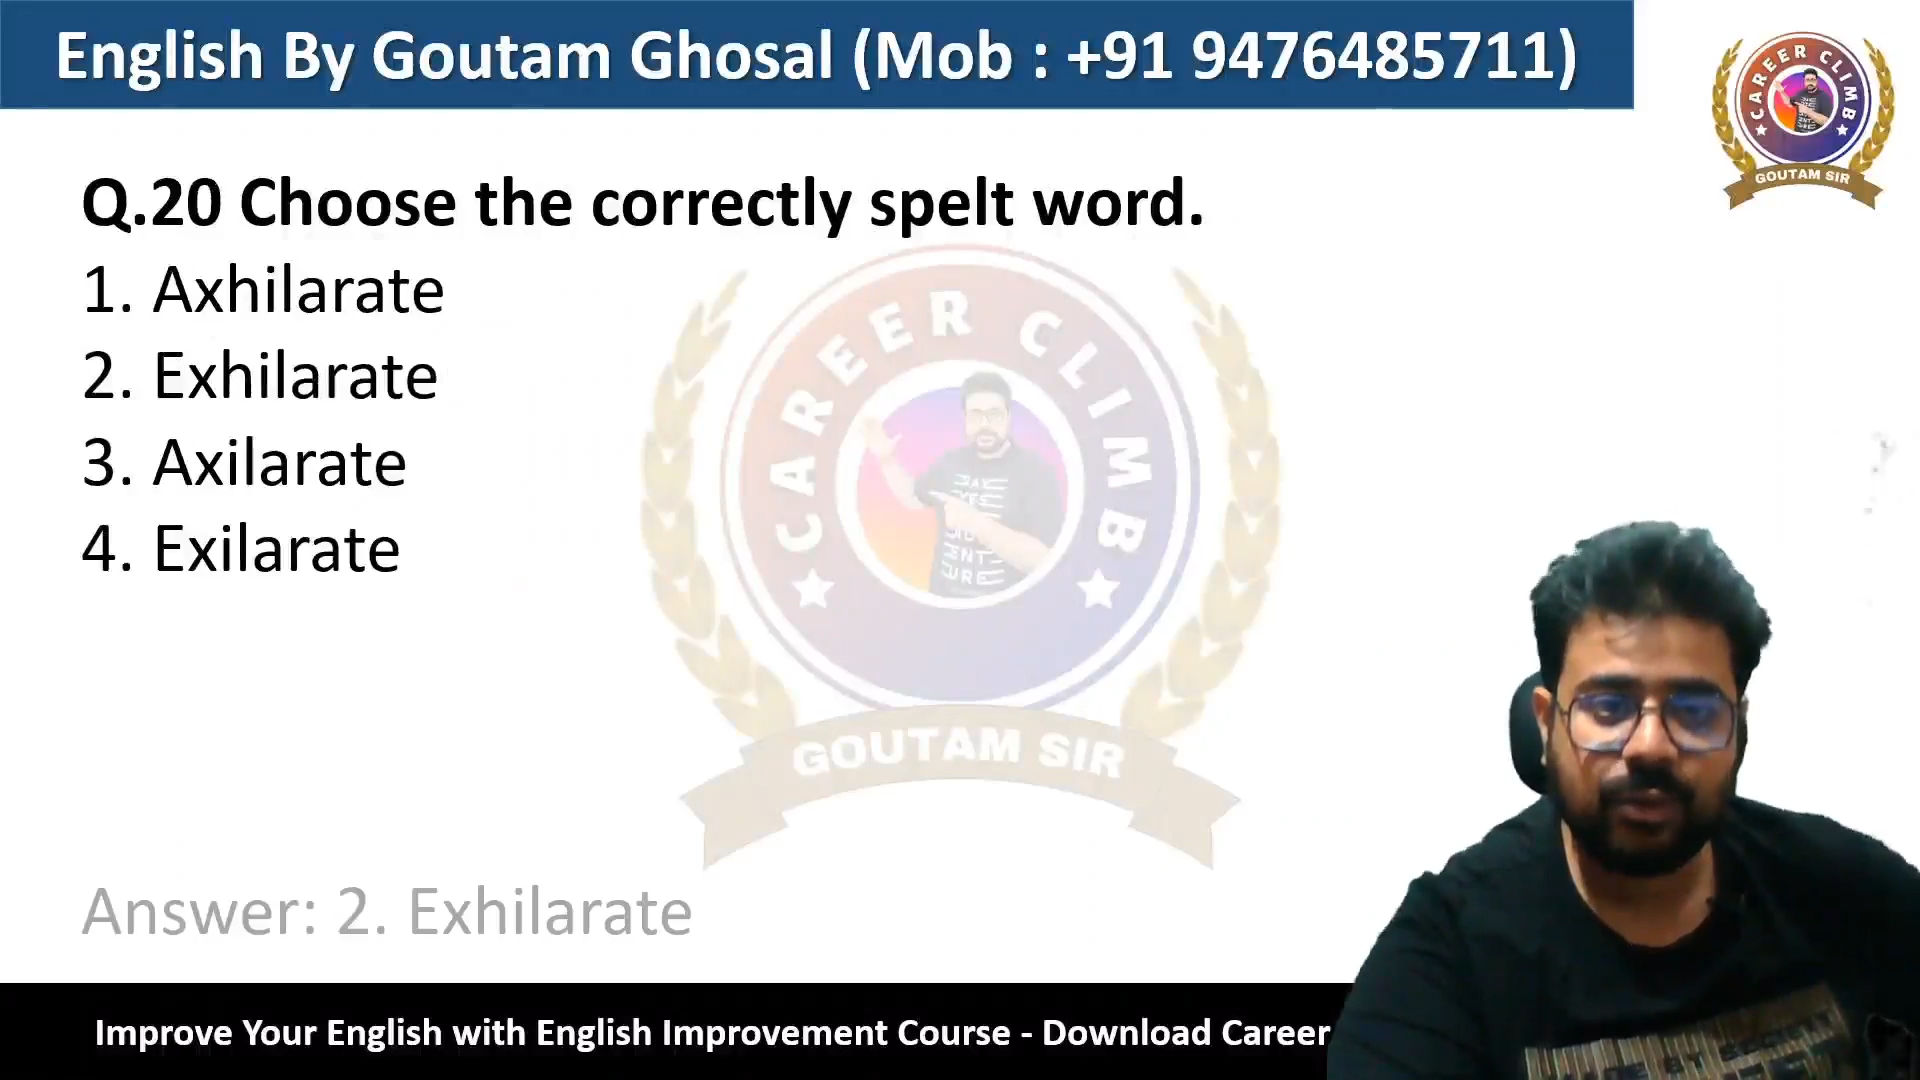 English By Goutam Ghosal (Mob : +91 9476485711)
CAREER CLIMB
GOUTAM SIR
Q.20 Choose the correctly spelt word.
1. Axhilarate
2. Exhilarate
3. Axilarate
4. Exilarate
CAREER CLIMB
GOUTAM SIR
Answer: 2. Exhilarate
Improve Your English with English Improvement Course - Download Career